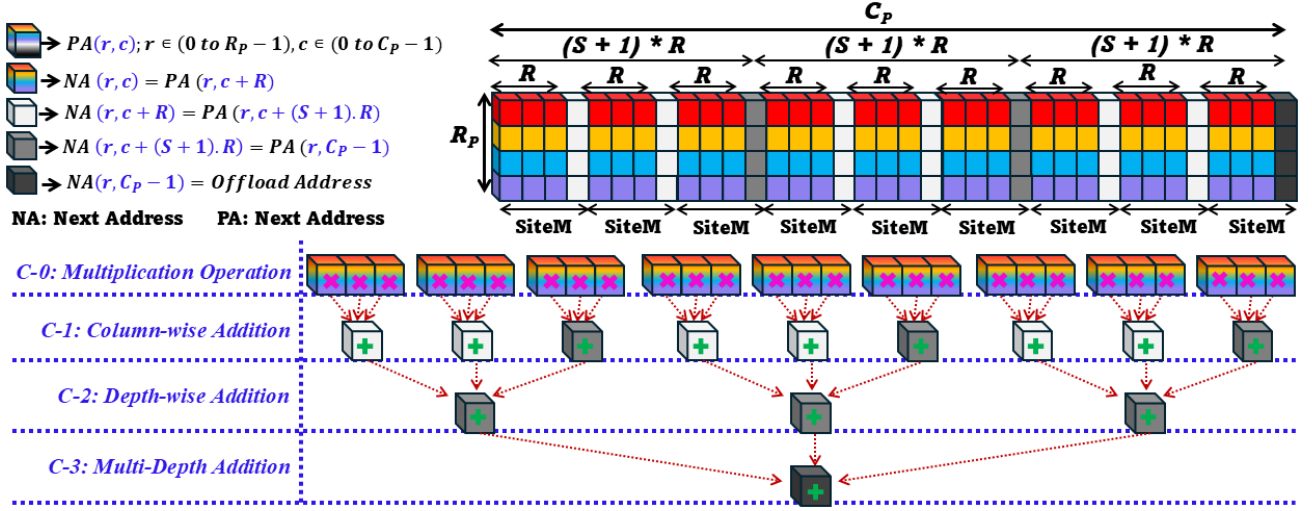 PA(r,c); r ∈ (0 to R_P − 1), c ∈ (0 to C_P − 1)
NA (r,c) = PA (r,c + R)
NA (r,c + R) = PA(r,c + (S + 1).R)
NA (r,c + (S + 1).R) = PA(r,C_P − 1)
NA(r,C_P − 1) = Offload Address
NA: Next Address PA: Next Address
C_P
(S + 1) * R (S + 1) * R (S + 1) * R
R R R R R R R R R
R_P
SiteM SiteM SiteM SiteM SiteM SiteM SiteM SiteM SiteM
C-0: Multiplication Operation
C-1: Column-wise Addition
C-2: Depth-wise Addition
C-3: Multi-Depth Addition